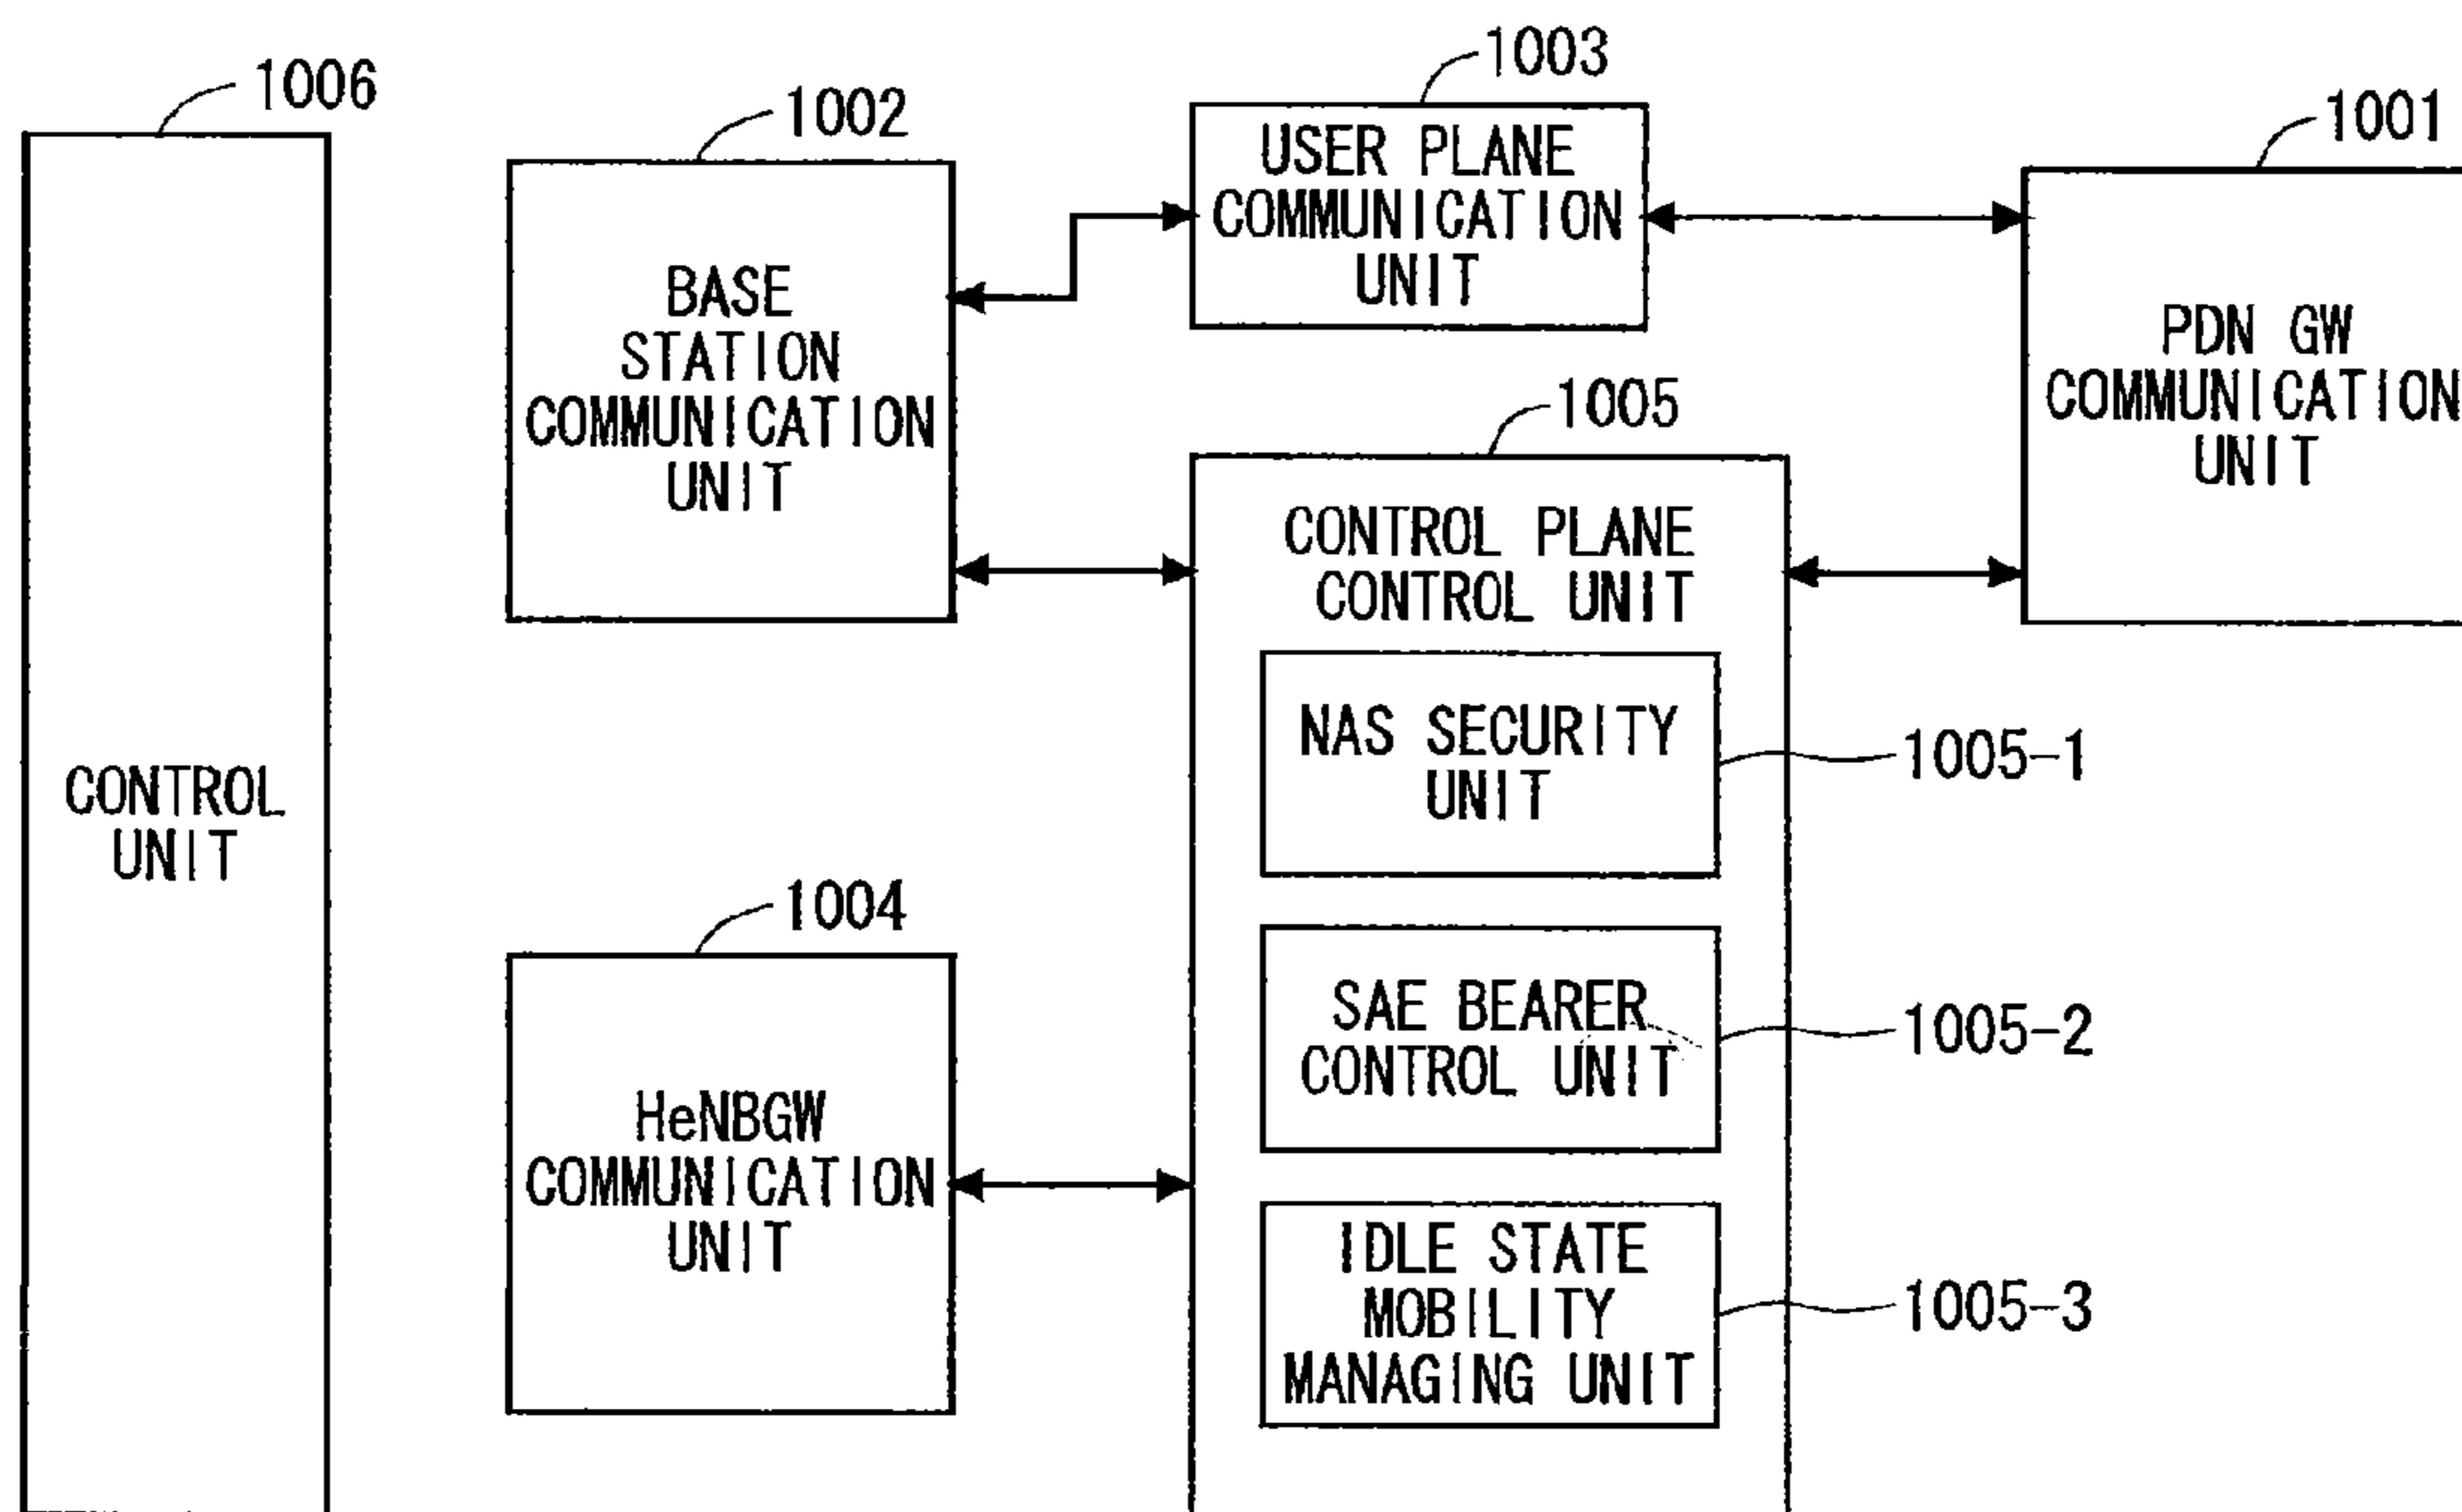 1006
CONTROL
UNIT
1002
BASE
STATION
COMMUNICATION
UNIT
1003
USER PLANE
COMMUNICATION
UNIT
1001
PDN GW
COMMUNICATION
UNIT
1005
CONTROL PLANE
CONTROL UNIT
NAS SECURITY
UNIT
1005-1
SAE BEARER
CONTROL UNIT
1005-2
IDLE STATE
MOBILITY
MANAGING UNIT
1005-3
1004
HeNBGW
COMMUNICATION
UNIT